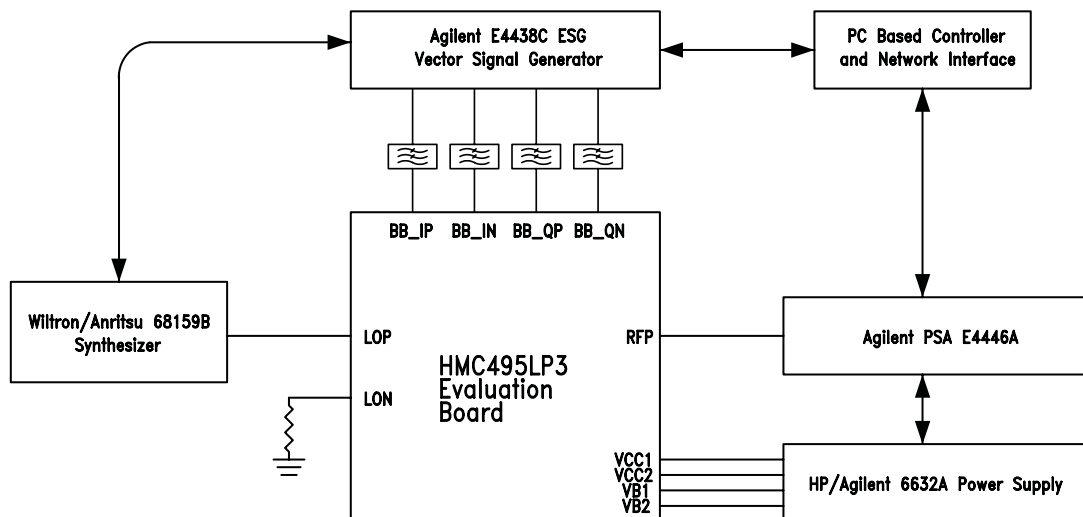 Agilent E4438C ESG
Vector Signal Generator
PC Based Controller
and Network Interface
BB_IP BB_IN BB_QP BB_QN
Wiltron/Anritsu 68159B
Synthesizer
LOP
RFP
Agilent PSA E4446A
HMC495LP3
Evaluation
Board
LON
VCC1
VCC2
VB1
VB2
HP/Agilent 6632A Power Supply